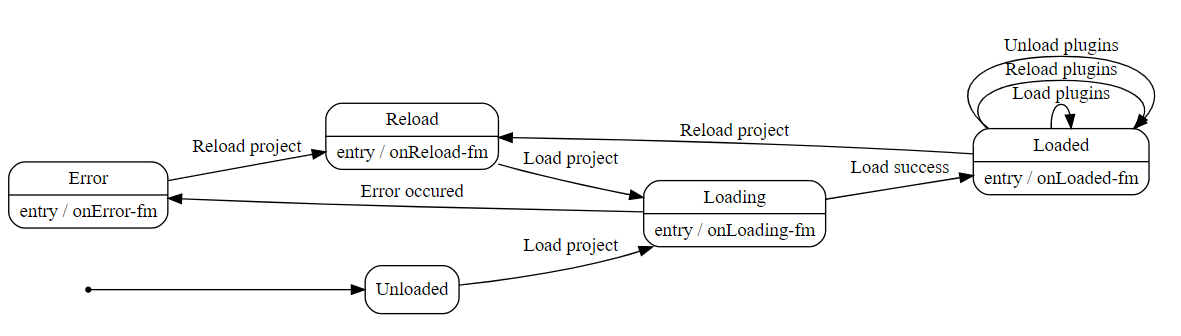 Unload plugins
Reload plugins
Load plugins
Reload
entry / onReload-fm
Reload project
Loaded
entry / onLoaded-fm
Reload project
Load project
Load success
Error
entry / onError-fm
Error occured
Loading
entry / onLoading-fm
Load project
Unloaded